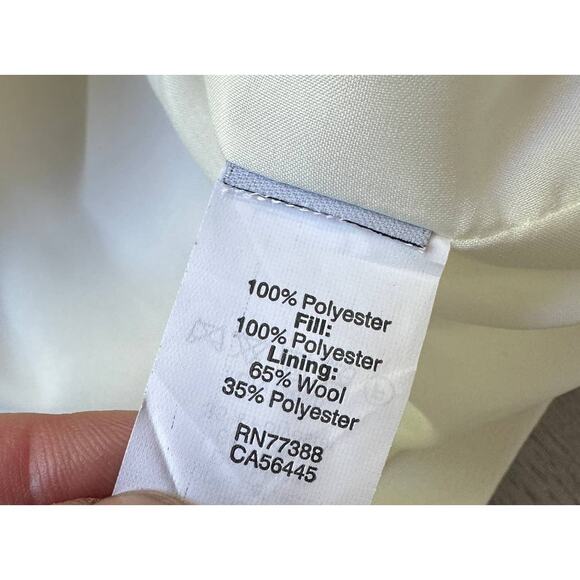 100% Polyester
Fill:
100% Polyester
Lining:
65% Wool
35% Polyester
RN77388
CA56445